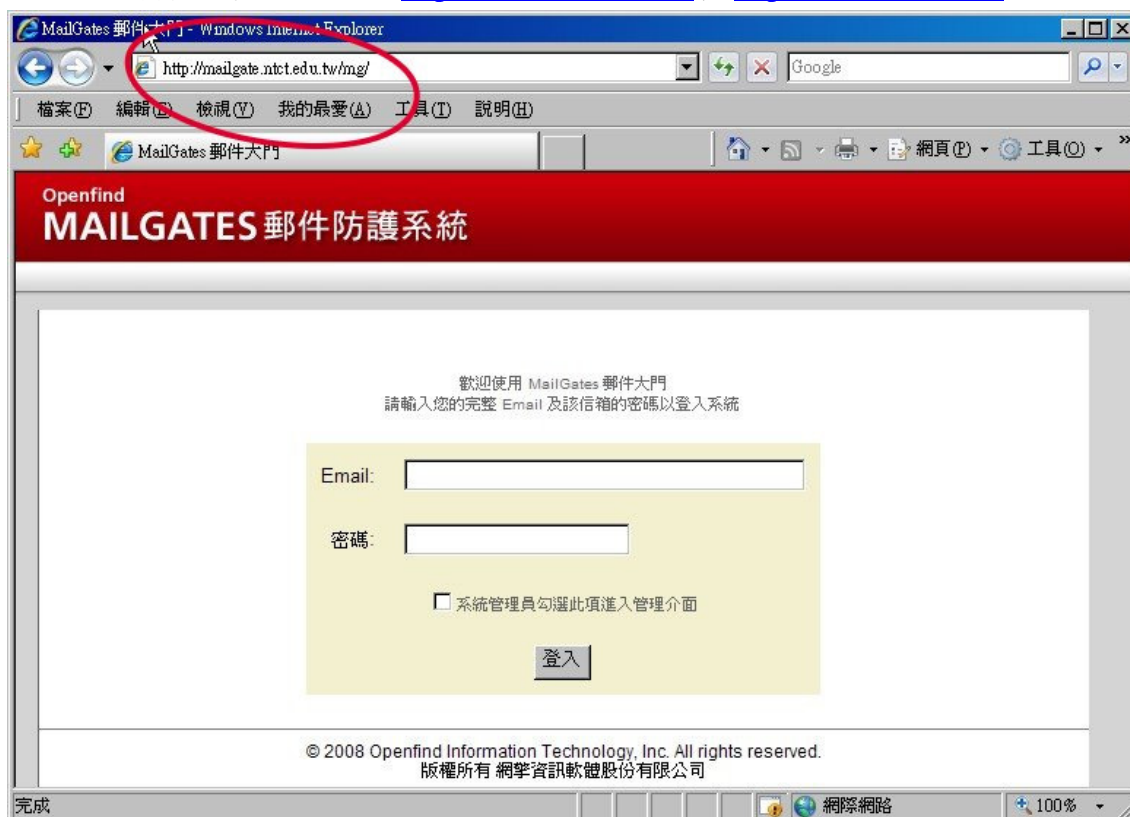 MailGates 郵件大門 - Windows Internet Explorer
http://mailgate.ntct.edu.tw/mg/
Google
檔案(F) 編輯(E) 檢視(V) 我的最愛(A) 工具(T) 說明(H)
MailGates 郵件大門
網頁(P) 工具(O)
Openfind
MAILGATES 郵件防護系統
歡迎使用 MailGates 郵件大門
請輸入您的完整 Email 及該信箱的密碼以登入系統
Email:
密碼:
系統管理員勾選此項進入管理介面
登入
© 2008 Openfind Information Technology, Inc. All rights reserved.
版權所有 網擎資訊軟體股份有限公司
完成 網際網路 100%